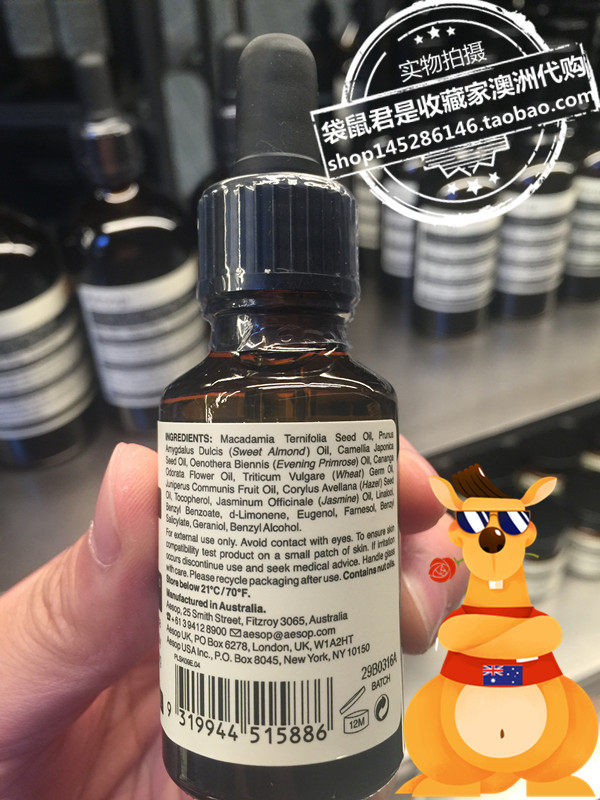 实物拍摄
袋鼠君是收藏家澳洲代购
shop145286146.taobao.com
INGREDIENTS: Macadamia Ternifolia Seed Oil, Prunus
Amygdalus Dulcis (Sweet Almond) Oil, Camellia Japonica
Seed Oil, Oenothera Biennis (Evening Primrose) Oil, Cananga
Odorata Flower Oil, Triticum Vulgare (Wheat) Germ Oil,
Juniperus Communis Fruit Oil, Corylus Avellana (Hazel) Seed
Oil, Tocopherol, Jasminum Officinale (Jasmine) Oil, Linalool,
Benzyl Benzoate, d-Limonene, Eugenol, Farnesol, Benzyl
Salicylate, Geraniol, Benzyl Alcohol.
For external use only. Avoid contact with eyes. To ensure skin
compatibility test product on a small patch of skin. If irritation
occurs discontinue use and seek medical advice. Handle glass
with care. Please recycle packaging after use. Contains nut oils.
Store below 21°C / 70°F.
Manufactured in Australia.
Aesop, 25 Smith Street, Fitzroy 3065, Australia
+61 3 9412 8900 aesop@aesop.com
Aesop UK, PO Box 6278, London, UK, W1A2HT
Aesop USA Inc., P.O. Box 8045, New York, NY 10150
29B0316A
BATCH
12M
9 319944 515886